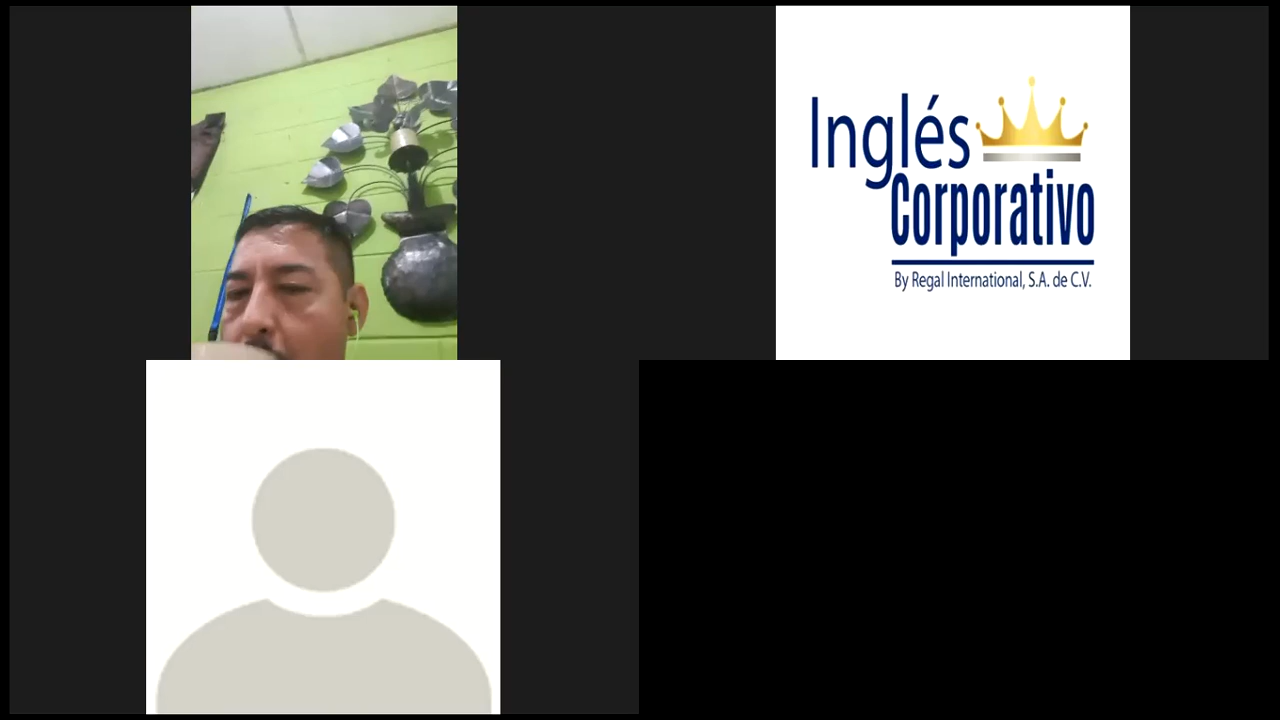 Inglés
Corporativo
By Regal International, S.A. de C.V.